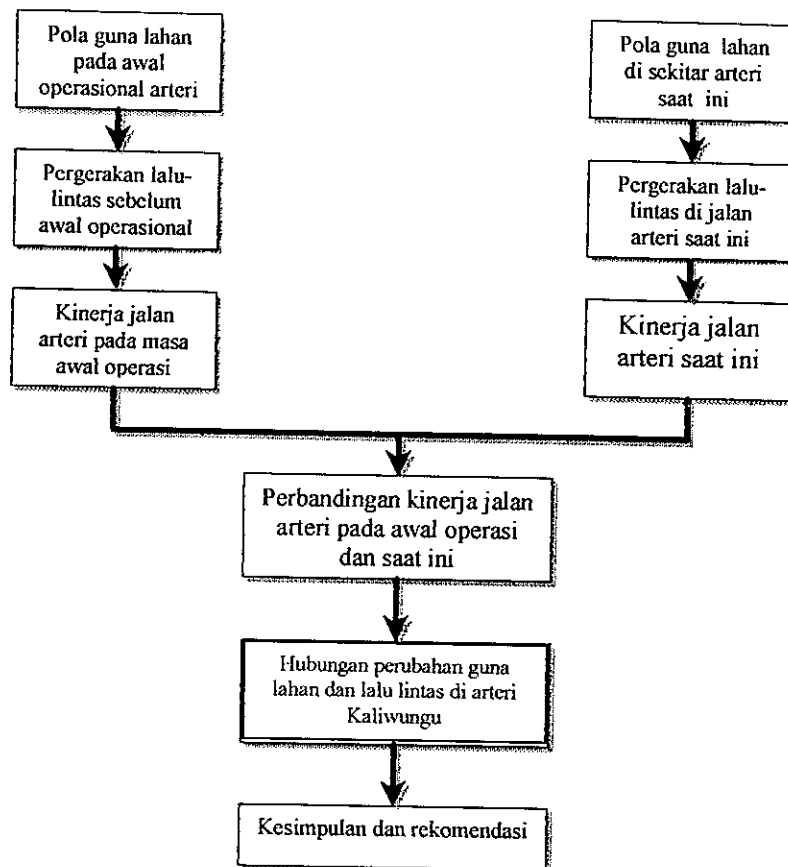 Pola guna lahan
pada awal
operasional arteri
Pergerakan lalu-
lintas sebelum
awal operasional
Kinerja jalan
arteri pada masa
awal operasi
Pola guna lahan
di sekitar arteri
saat ini
Pergerakan lalu-
lintas di jalan
arteri saat ini
Kinerja jalan
arteri saat ini
Perbandingan kinerja jalan
arteri pada awal operasi
dan saat ini
Hubungan perubahan guna
lahan dan lalu lintas di arteri
Kaliwungu
Kesimpulan dan rekomendasi